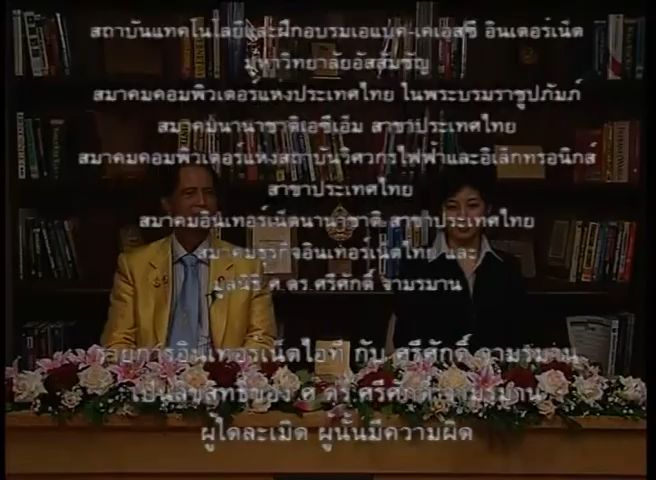 สถาบันเทคโนโลยีและฝึกอบรมเอแบค-เคเอสซี อินเตอร์เน็ต
มหาวิทยาลัยอัสสัมชัญ
สมาคมคอมพิวเตอร์แห่งประเทศไทย ในพระบรมราชูปถัมภ์
สมาคมนานาชาติเอซีเอ็ม สาขาประเทศไทย
สมาคมคอมพิวเตอร์แห่งสถาบันวิศวกรไฟฟ้าและอิเล็กทรอนิกส์
สาขาประเทศไทย
สมาคมอินเทอร์เน็ตนานาชาติ สาขาประเทศไทย
สมาคมธุรกิจอินเทอร์เน็ตไทย และ
มูลนิธิ ศ.ดร.ศรีศักดิ์ จามรมาน
รายการอินเทอร์เน็ตไอที กับ ศรีศักดิ์ จามรมาน
เป็นลิขสิทธิ์ของ ศ.ดร.ศรีศักดิ์ จามรมาน
ผู้ใดละเมิด ผู้นั้นมีความผิด